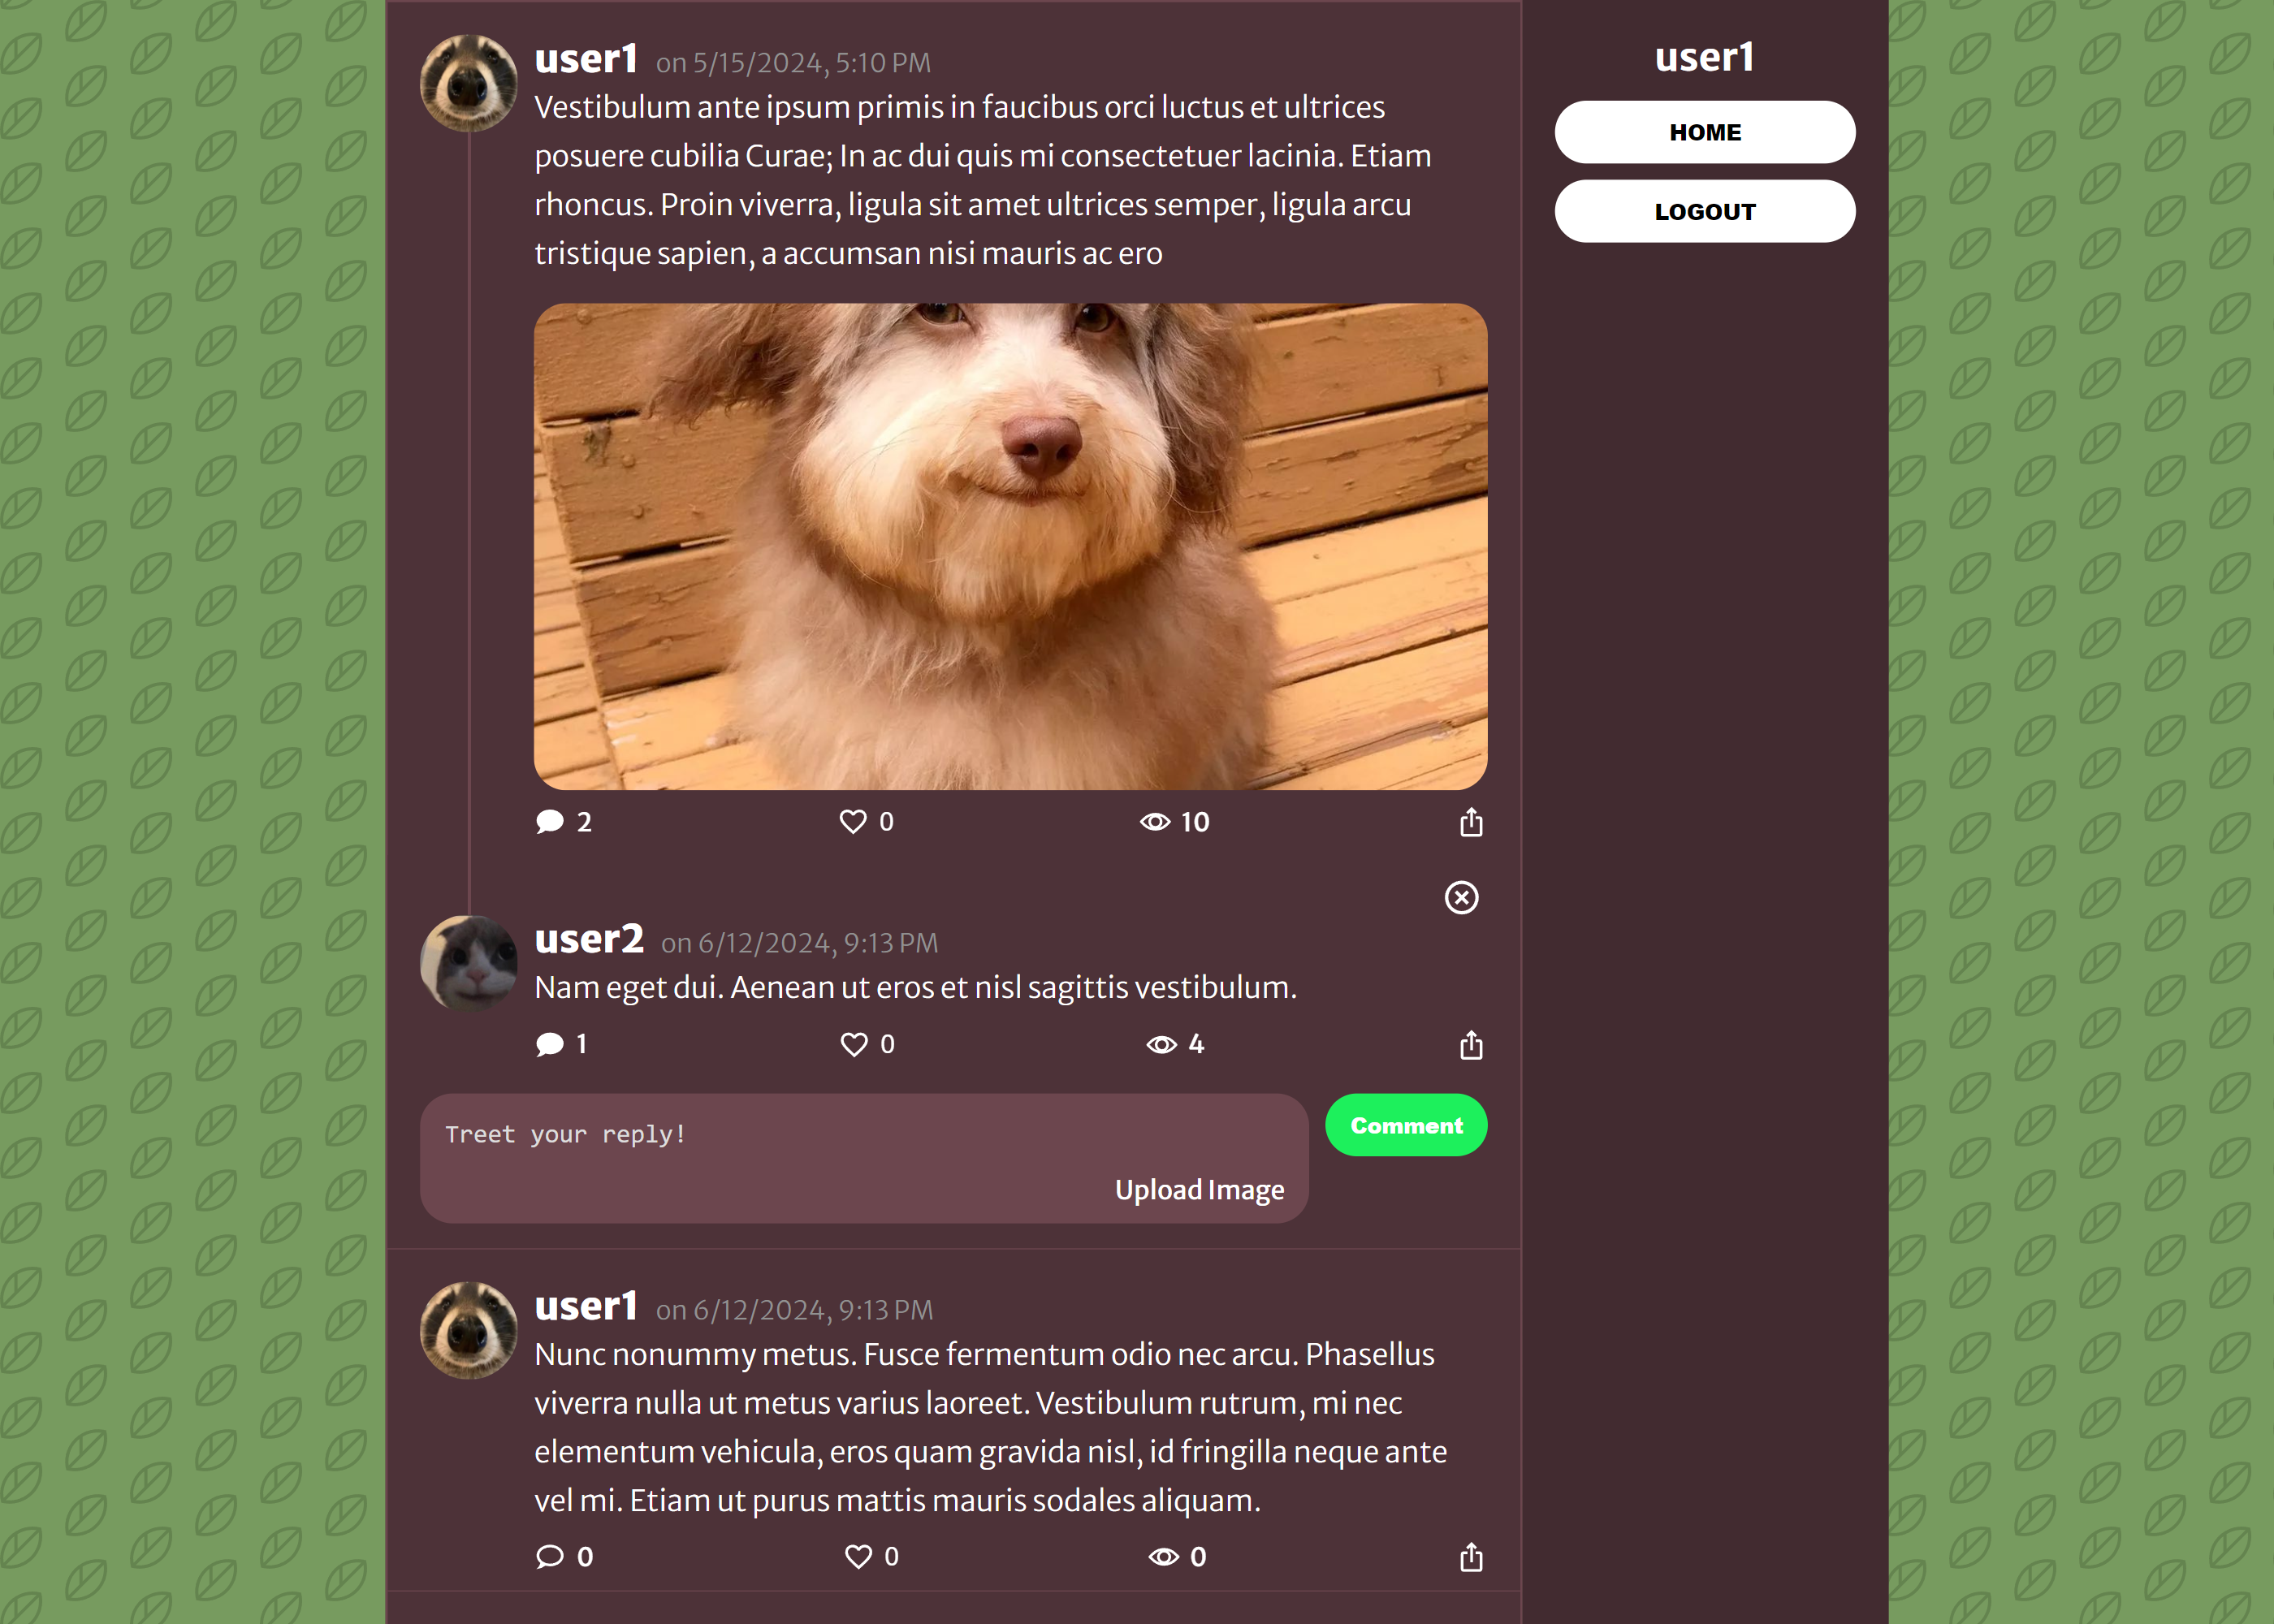 user1 on 5/15/2024, 5:10 PM
Vestibulum ante ipsum primis in faucibus orci luctus et ultrices
posuere cubilia Curae; In ac dui quis mi consectetuer lacinia. Etiam
rhoncus. Proin viverra, ligula sit amet ultrices semper, ligula arcu
tristique sapien, a accumsan nisi mauris ac ero
2 0 10
user2 on 6/12/2024, 9:13 PM
Nam eget dui. Aenean ut eros et nisl sagittis vestibulum.
1 0 4
Treet your reply!
Upload Image
Comment
user1 on 6/12/2024, 9:13 PM
Nunc nonummy metus. Fusce fermentum odio nec arcu. Phasellus
viverra nulla ut metus varius laoreet. Vestibulum rutrum, mi nec
elementum vehicula, eros quam gravida nisl, id fringilla neque ante
vel mi. Etiam ut purus mattis mauris sodales aliquam.
0 0 0
user1
HOME
LOGOUT